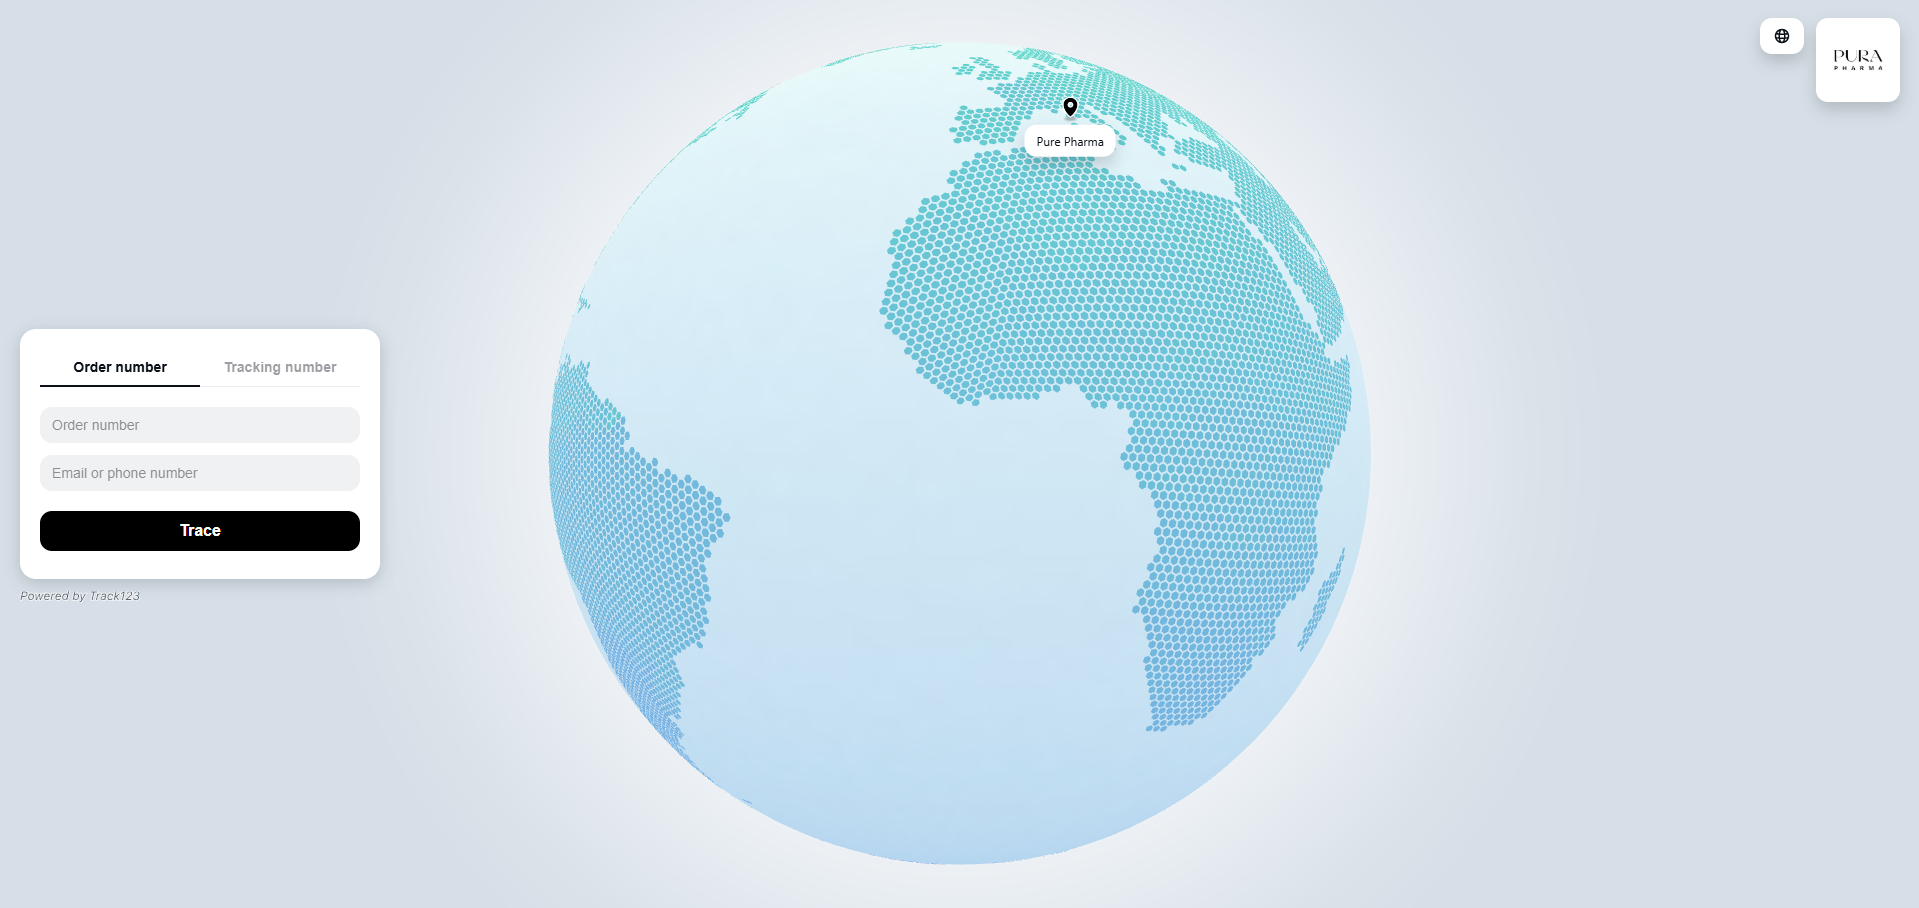 PURA
PHARMA
Pure Pharma
Order number
Tracking number
Order number
Email or phone number
Trace
Powered by Track123